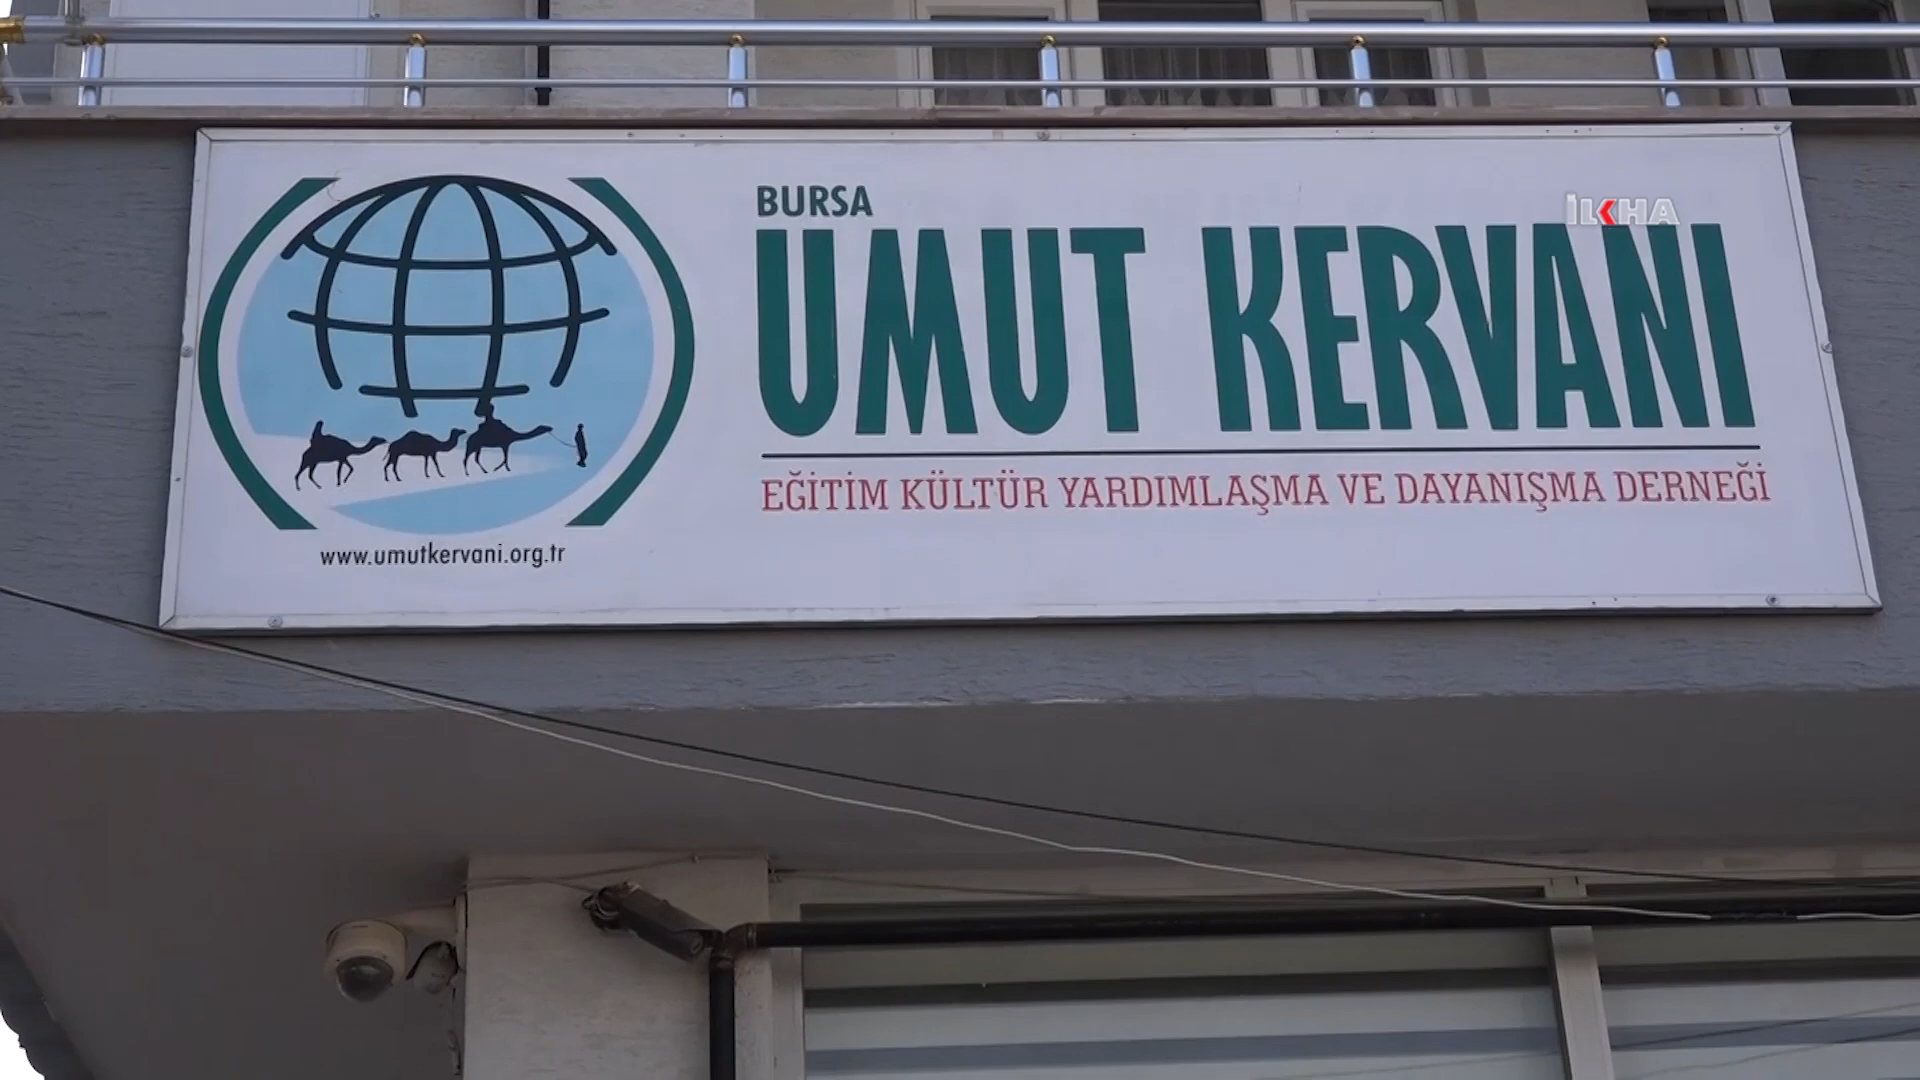 BURSA
İLKHA
UMUT KERVANI
EĞİTİM KÜLTÜR YARDIMLAŞMA VE DAYANIŞMA DERNEĞİ
www.umutkervani.org.tr